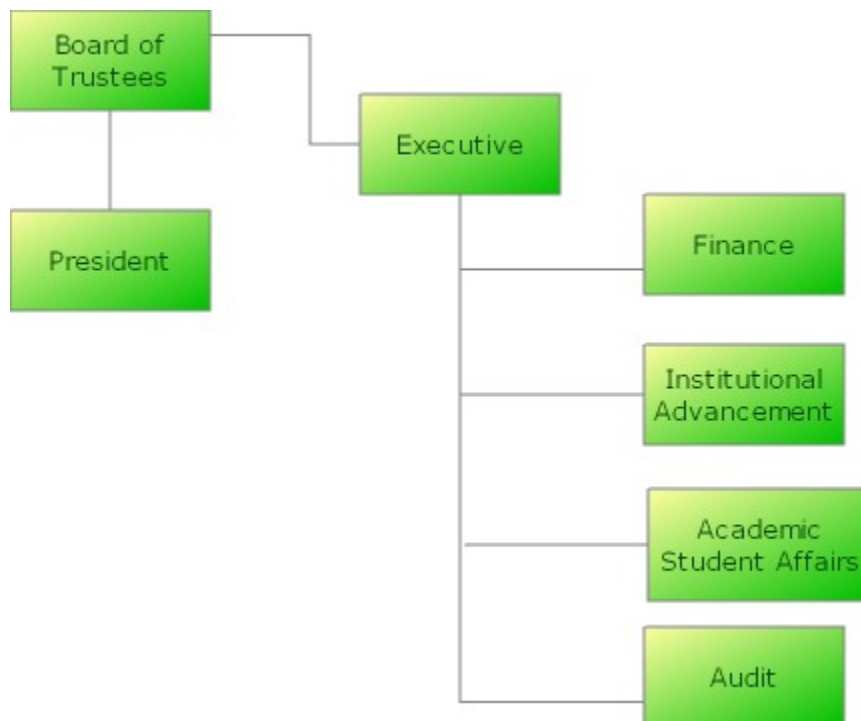 Board of
Trustees
Executive
President
Finance
Institutional
Advancement
Academic
Student Affairs
Audit